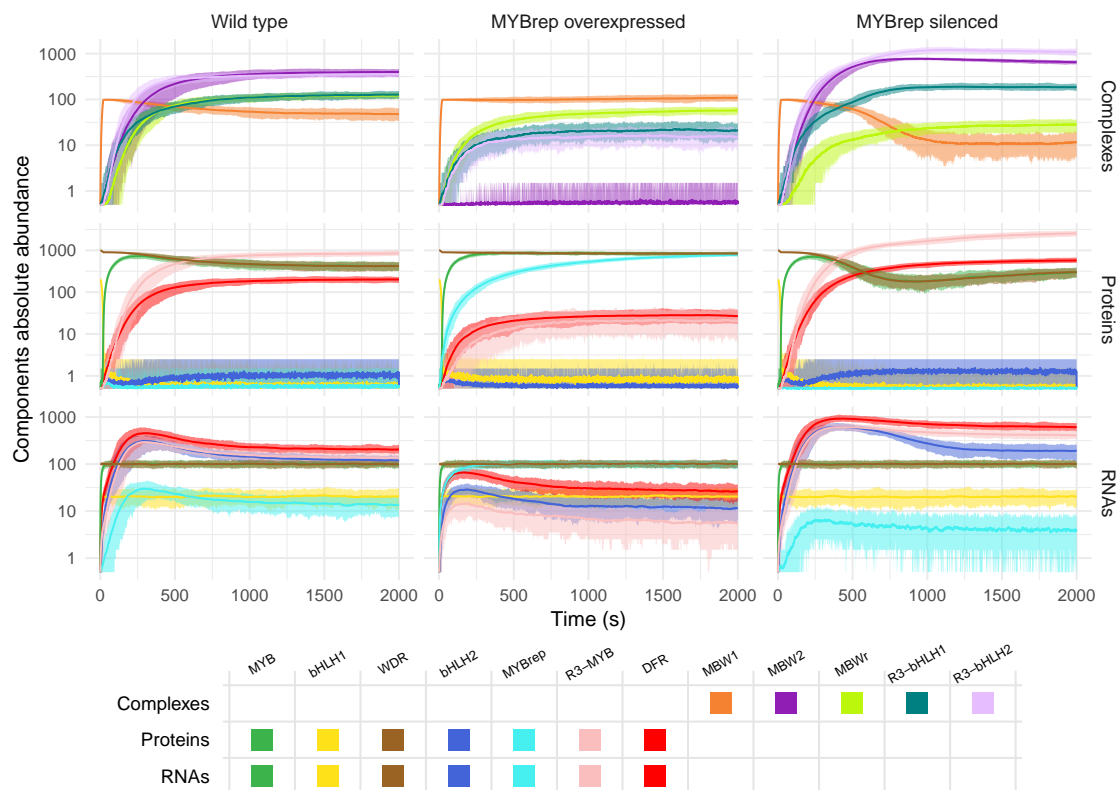 Wild type MYBrep overexpressed MYBrep silenced
1000
100
10
1
Complexes
1000
100
10
1
Proteins
1000
100
10
1
RNAs
Components absolute abundance
0 500 1000 1500 2000 0 500 1000 1500 2000 0 500 1000 1500 2000
Time (s)
MYB bHLH1 WDR bHLH2 MYBrep R3−MYB DFR MBW1 MBW2 MBWr R3−bHLH1 R3−bHLH2
Complexes
Proteins
RNAs